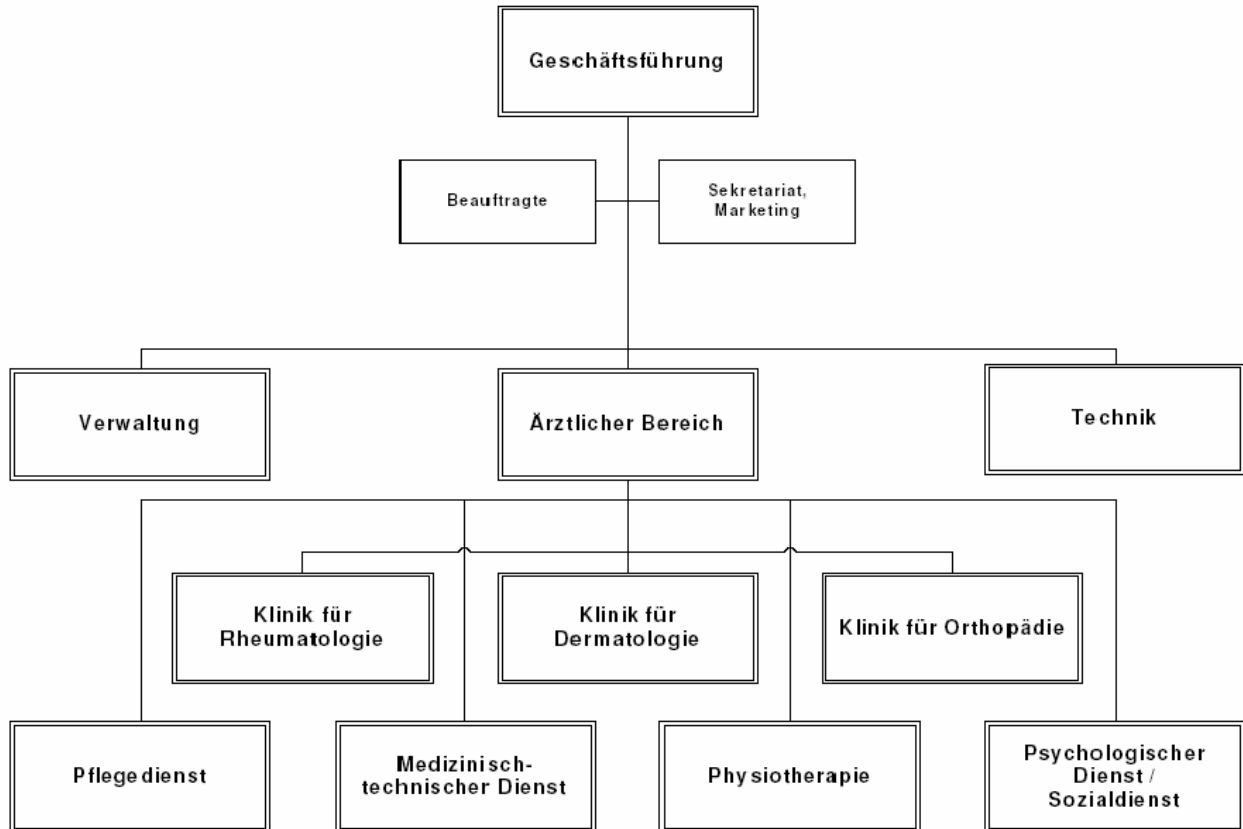 Geschäftsführung
Beauftragte
Sekretariat,
Marketing
Verwaltung
Ärztlicher Bereich
Technik
Klinik für
Rheumatologie
Klinik für
Dermatologie
Klinik für Orthopädie
Pflegedienst
Medizinisch-
technischer Dienst
Physiotherapie
Psychologischer
Dienst /
Sozialdienst